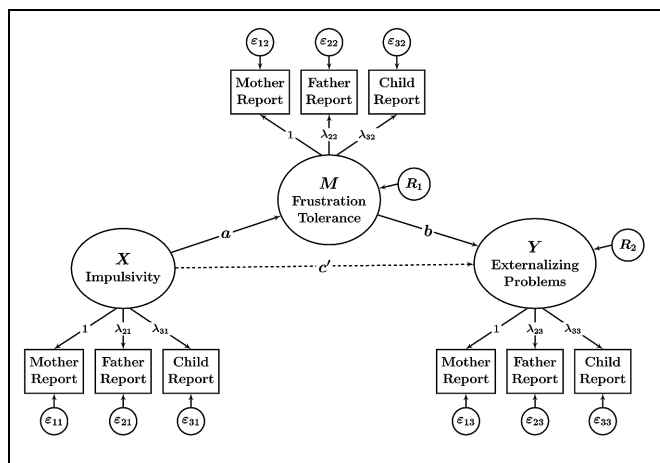 ε12 ε22 ε32
Mother Report
Father Report
Child Report
1 λ22 λ32
M
Frustration
Tolerance
R1
a
b
X
Impulsivity
c′
Y
Externalizing
Problems
R2
1 λ21 λ31
1 λ23 λ33
Mother Report
Father Report
Child Report
Mother Report
Father Report
Child Report
ε11 ε21 ε31
ε13 ε23 ε33